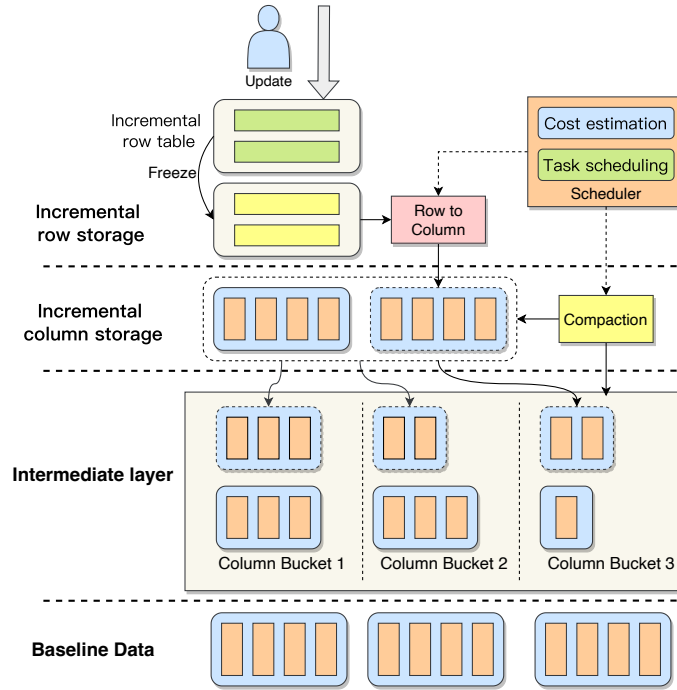 Update
Incremental
row table
Cost estimation
Task scheduling
Scheduler
Freeze
Incremental
row storage
Row to
Column
Incremental
column storage
Compaction
Intermediate layer
Column Bucket 1
Column Bucket 2
Column Bucket 3
Baseline Data